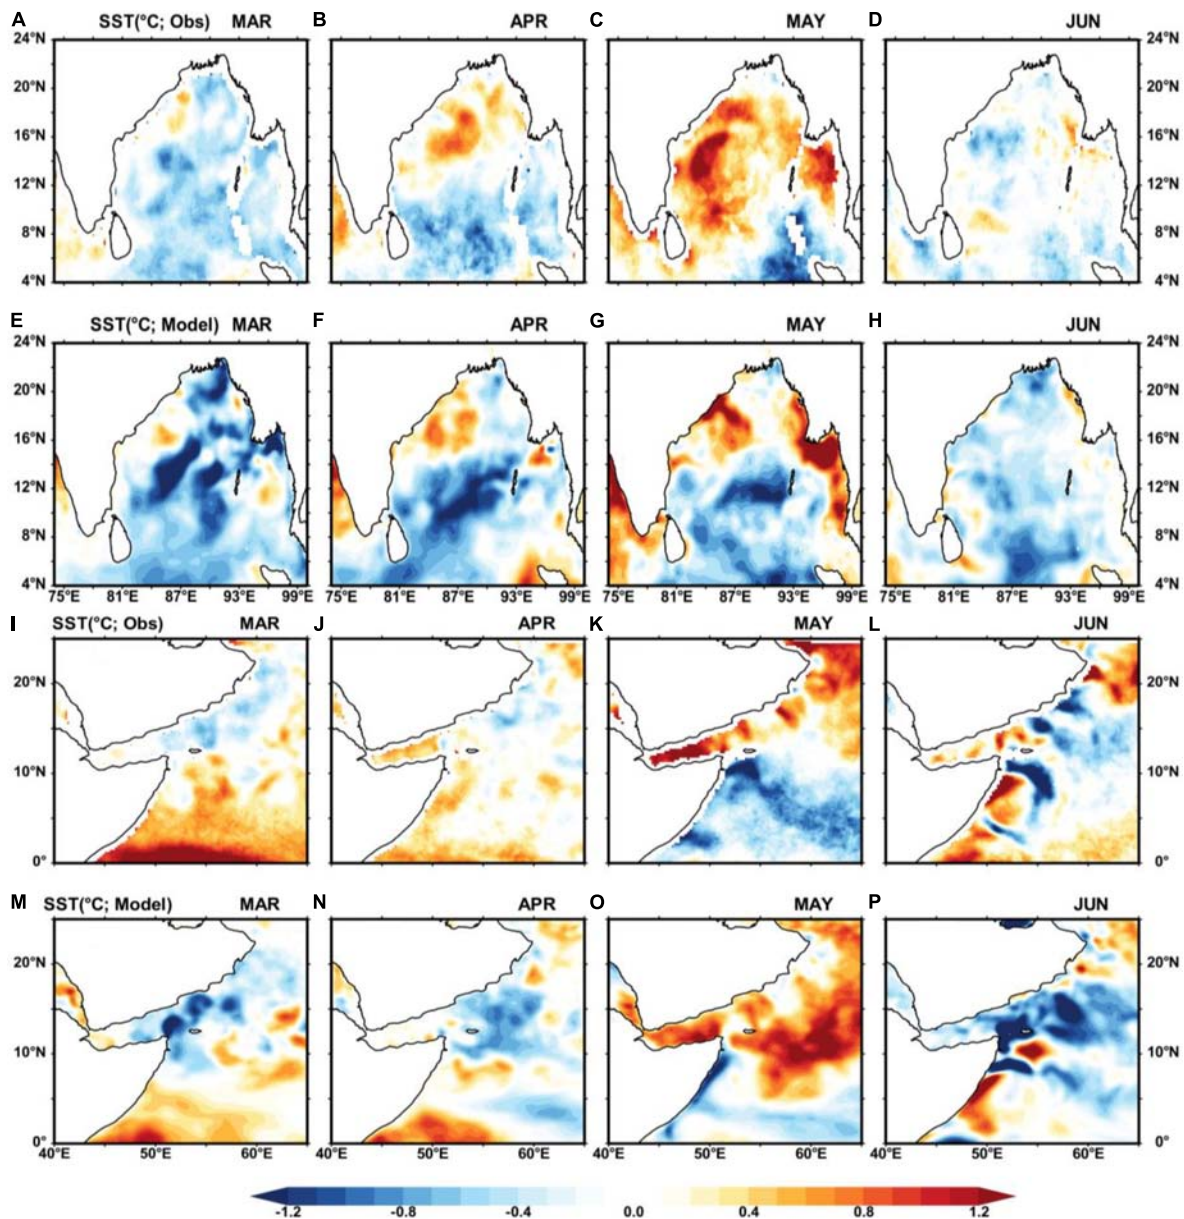 A SST(°C; Obs) MAR B APR C MAY D JUN
24°N 24°N
20°N 20°N
16°N 16°N
12°N 12°N
8°N 8°N
4°N 4°N
E SST(°C; Model) MAR F APR G MAY H JUN
24°N 24°N
20°N 20°N
16°N 16°N
12°N 12°N
8°N 8°N
4°N 4°N
75°E 81°E 87°E 93°E 99°E 75°E 81°E 87°E 93°E 99°E 75°E 81°E 87°E 93°E 99°E 75°E 81°E 87°E 93°E 99°E
I SST(°C; Obs) MAR J APR K MAY L JUN
20°N 20°N
10°N 10°N
0° 0°
M SST(°C; Model) MAR N APR O MAY P JUN
20°N 20°N
10°N 10°N
0° 0°
40°E 50°E 60°E 40°E 50°E 60°E 40°E 50°E 60°E 40°E 50°E 60°E
-1.2 -0.8 -0.4 0.0 0.4 0.8 1.2